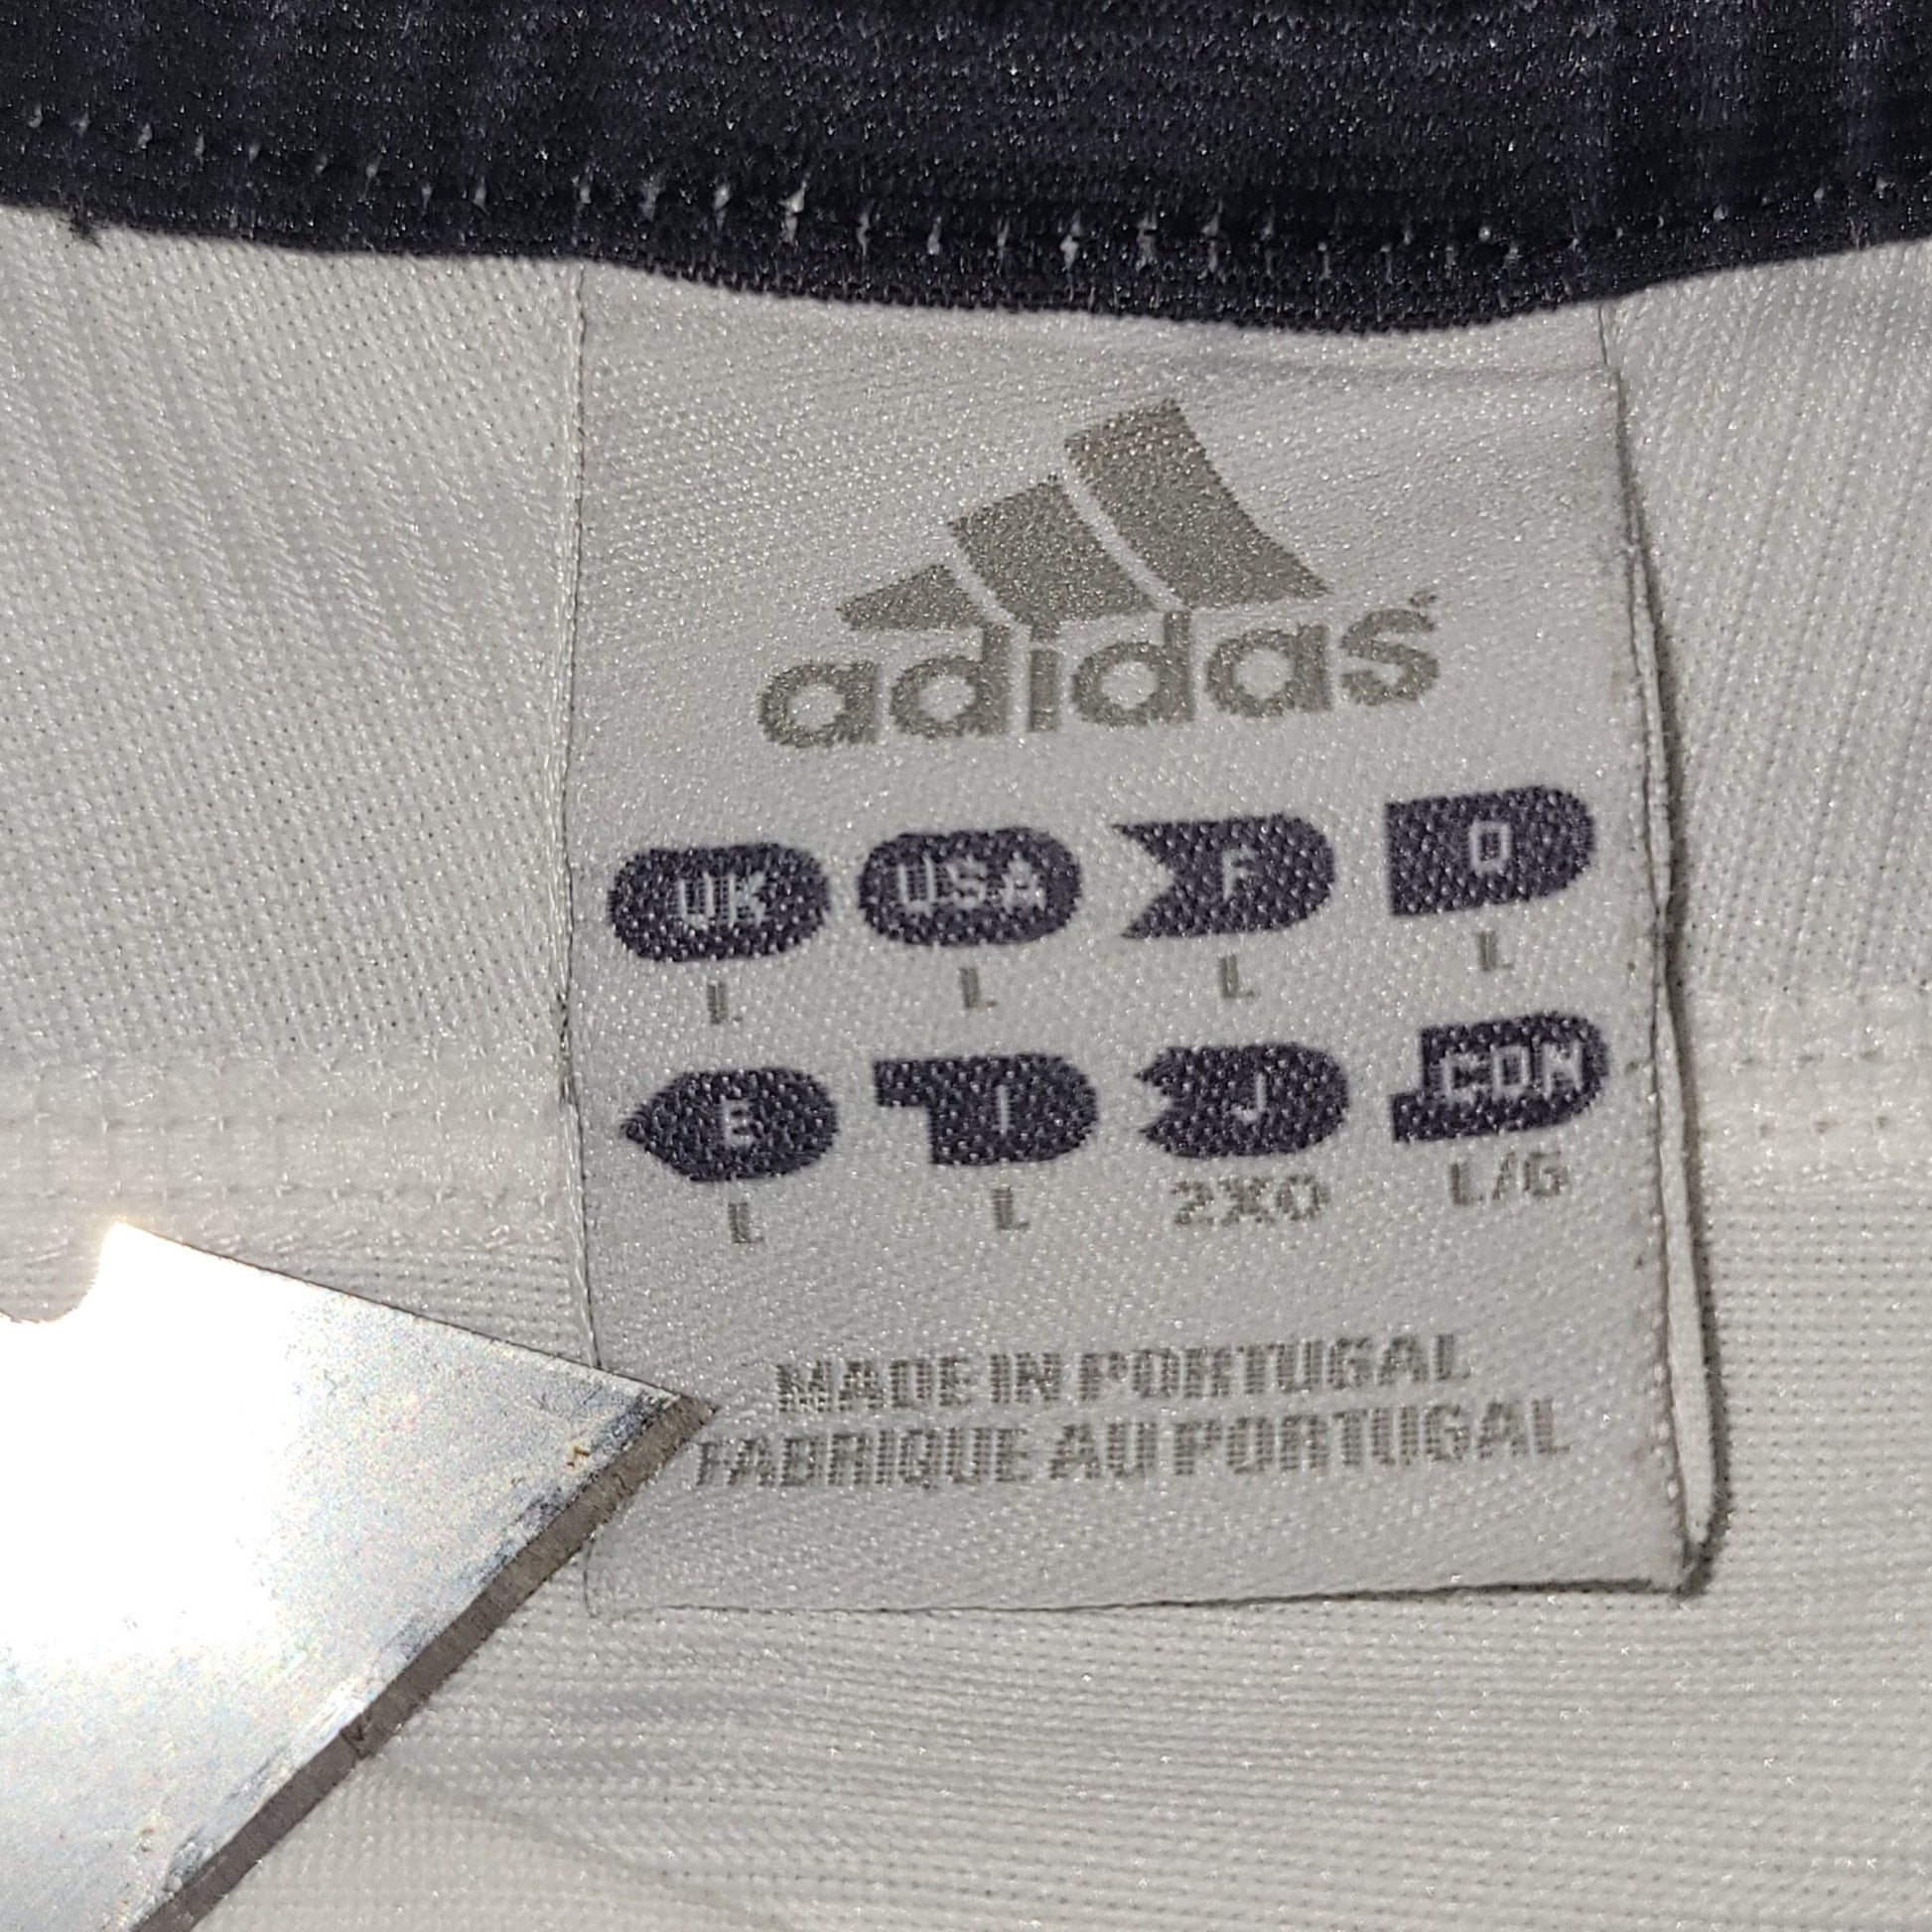 adidas
UK USA F D
L L L L
E I J CDN
L L 2XO L/G
MADE IN PORTUGAL
FABRIQUE AU PORTUGAL